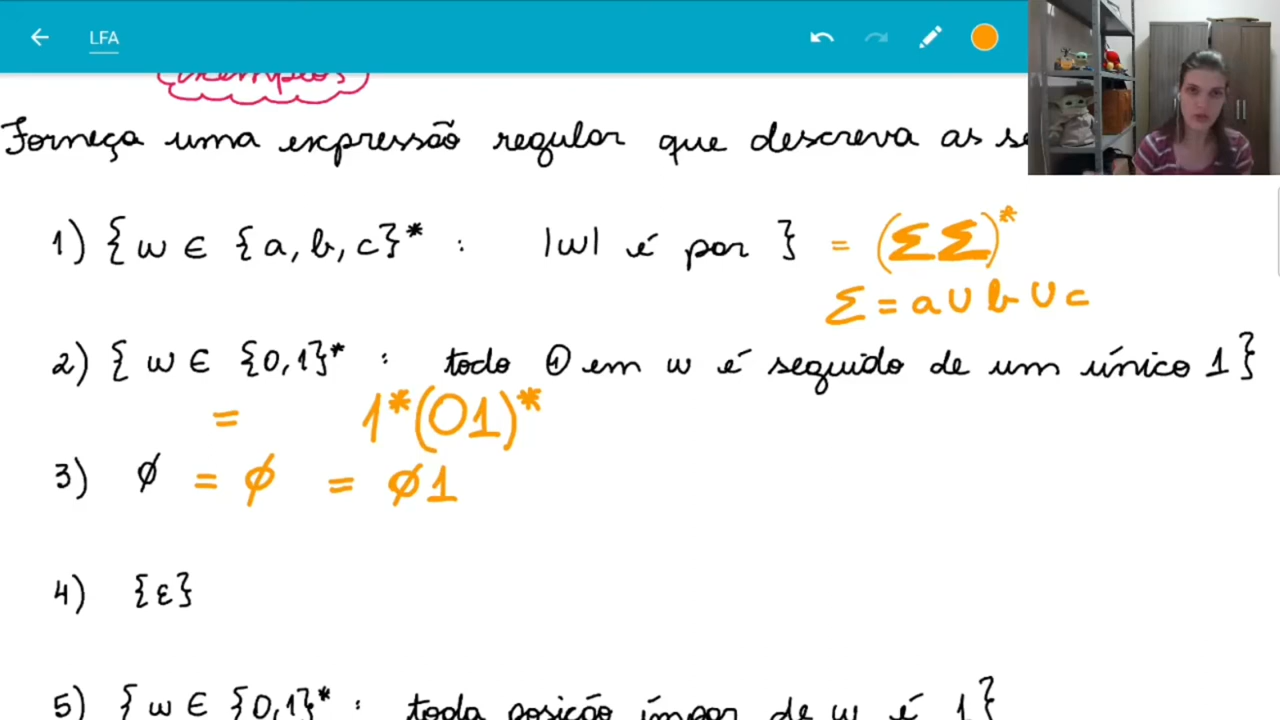 LFA
Exemplos
Forneça uma expressão regular que descreva as se
1) { w ∈ {a, b, c}* : |w| é par } = (ΣΣ)*
Σ = a ∪ b ∪ c
2) { w ∈ {0,1}* : todo 0 em w é seguido de um único 1 }
= 1*(01)*
3) ∅ = ∅ = ∅1
4) {ε}
5) { w ∈ {0,1}* : toda posição ímpar de w é 1 }